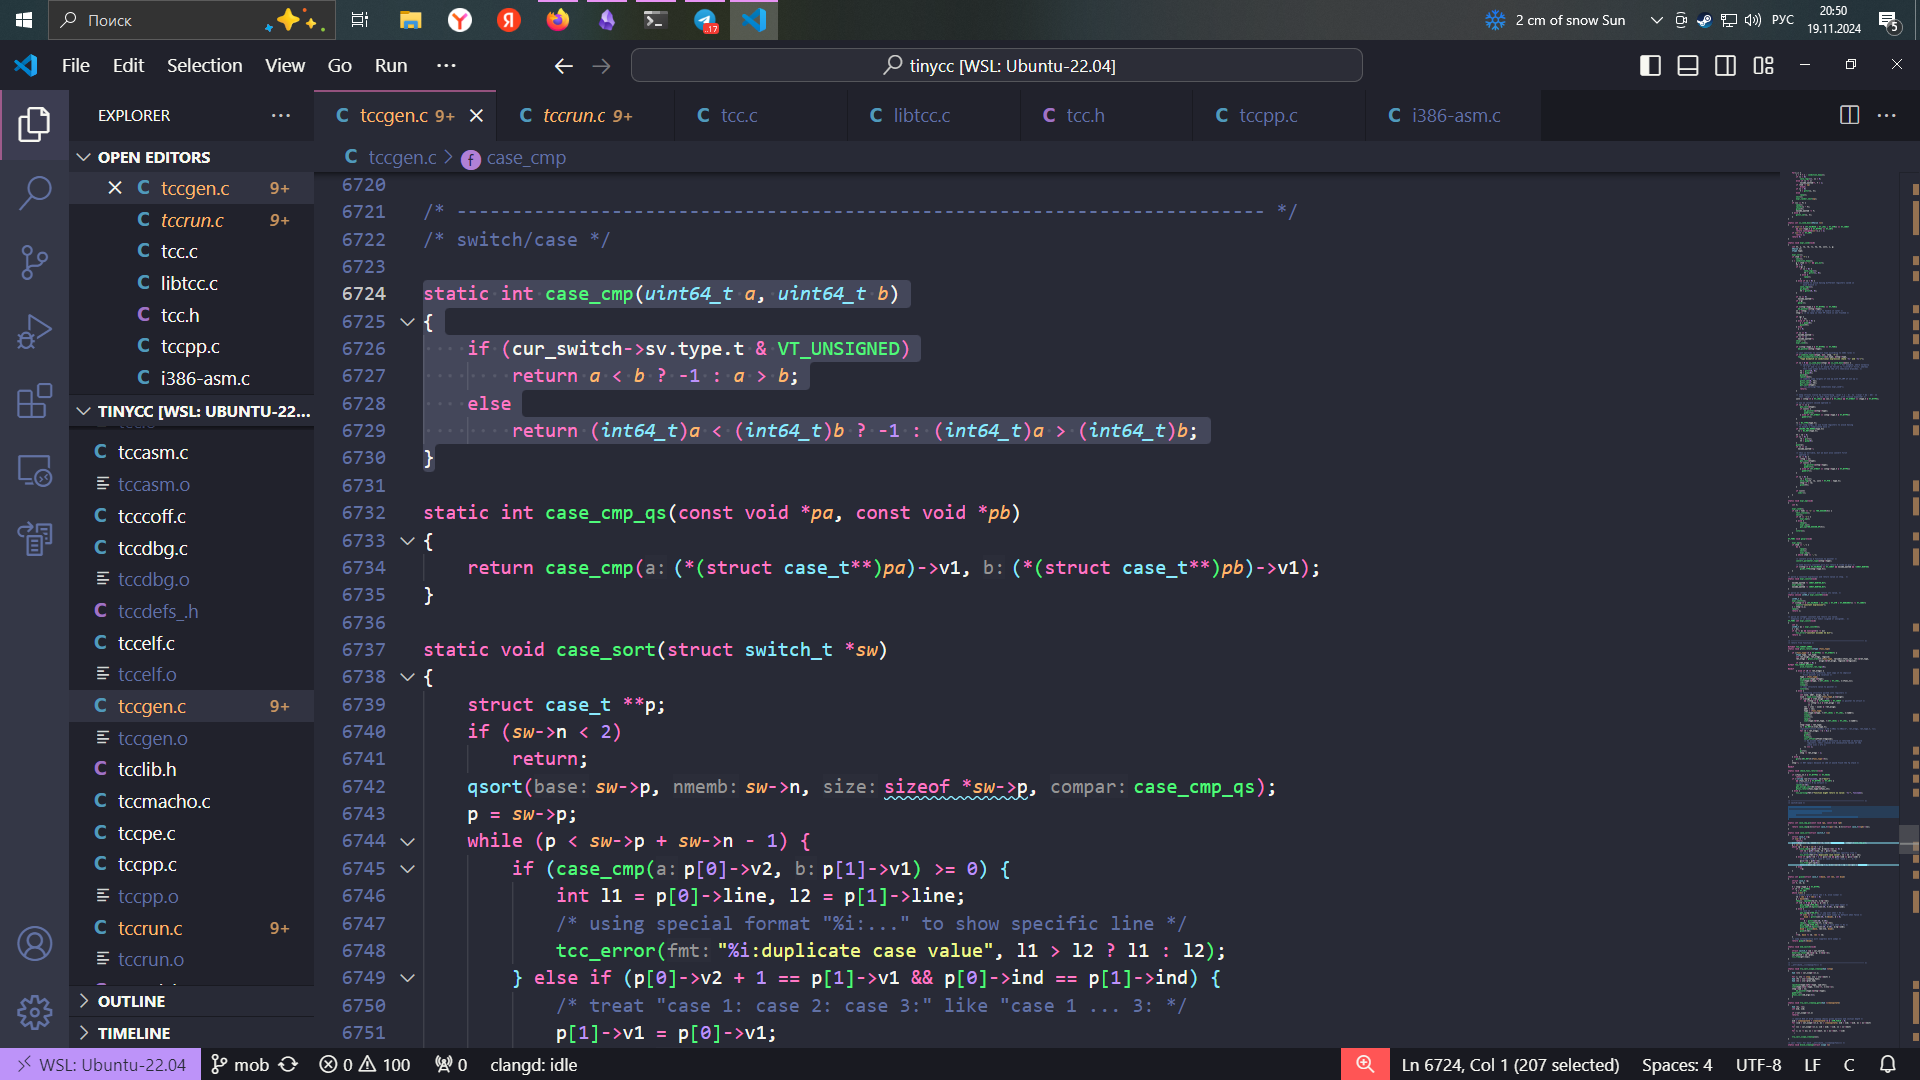 Поиск
17
2 cm of snow Sun
РУС
20:50
19.11.2024
5
File Edit Selection View Go Run ···
tinycc [WSL: Ubuntu-22.04]
EXPLORER
tccgen.c 9+
tccrun.c 9+
tcc.c
libtcc.c
tcc.h
tccpp.c
i386-asm.c
tccgen.c > case_cmp
OPEN EDITORS
tccgen.c 9+
tccrun.c 9+
tcc.c
libtcc.c
tcc.h
tccpp.c
i386-asm.c
TINYCC [WSL: UBUNTU-22...
tccasm.c
tccasm.o
tcccoff.c
tccdbg.c
tccdbg.o
tccdefs_.h
tccelf.c
tccelf.o
tccgen.c 9+
tccgen.o
tcclib.h
tccmacho.c
tccpe.c
tccpp.c
tccpp.o
tccrun.c 9+
tccrun.o
OUTLINE
TIMELINE
6720
6721 /* ------------------------------------------------------------------------- */
6722 /* switch/case */
6723
6724 static int case_cmp(uint64_t a, uint64_t b)
6725 {
6726     if (cur_switch->sv.type.t & VT_UNSIGNED)
6727         return a < b ? -1 : a > b;
6728     else
6729         return (int64_t)a < (int64_t)b ? -1 : (int64_t)a > (int64_t)b;
6730 }
6731
6732 static int case_cmp_qs(const void *pa, const void *pb)
6733 {
6734     return case_cmp(a: (*(struct case_t**)pa)->v1, b: (*(struct case_t**)pb)->v1);
6735 }
6736
6737 static void case_sort(struct switch_t *sw)
6738 {
6739     struct case_t **p;
6740     if (sw->n < 2)
6741         return;
6742     qsort(base: sw->p, nmemb: sw->n, size: sizeof *sw->p, compar: case_cmp_qs);
6743     p = sw->p;
6744     while (p < sw->p + sw->n - 1) {
6745         if (case_cmp(a: p[0]->v2, b: p[1]->v1) >= 0) {
6746             int l1 = p[0]->line, l2 = p[1]->line;
6747             /* using special format "%i:..." to show specific line */
6748             tcc_error(fmt: "%i:duplicate case value", l1 > l2 ? l1 : l2);
6749         } else if (p[0]->v2 + 1 == p[1]->v1 && p[0]->ind == p[1]->ind) {
6750             /* treat "case 1: case 2: case 3:" like "case 1 ... 3: */
6751             p[1]->v1 = p[0]->v1;
WSL: Ubuntu-22.04
mob
0 100
0
clangd: idle
Ln 6724, Col 1 (207 selected)
Spaces: 4
UTF-8
LF
C